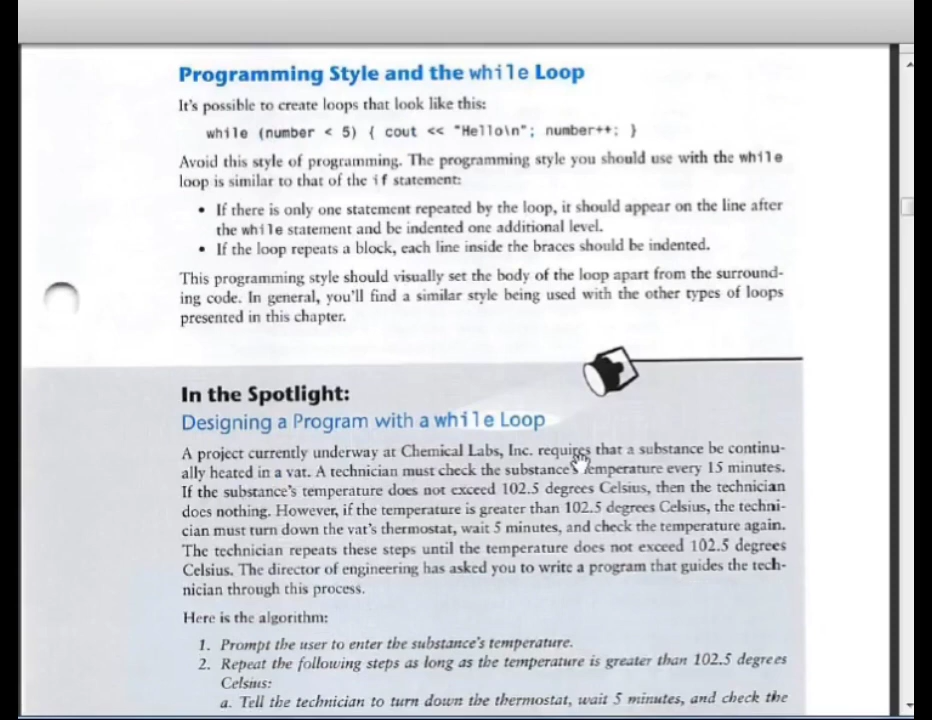 Programming Style and the while Loop
It's possible to create loops that look like this:
while (number < 5) { cout << "Hello\n"; number++; }
Avoid this style of programming. The programming style you should use with the while
loop is similar to that of the if statement:
• If there is only one statement repeated by the loop, it should appear on the line after
the while statement and be indented one additional level.
• If the loop repeats a block, each line inside the braces should be indented.
This programming style should visually set the body of the loop apart from the surround-
ing code. In general, you'll find a similar style being used with the other types of loops
presented in this chapter.
In the Spotlight:
Designing a Program with a while Loop
A project currently underway at Chemical Labs, Inc. requires that a substance be continu-
ally heated in a vat. A technician must check the substance's temperature every 15 minutes.
If the substance's temperature does not exceed 102.5 degrees Celsius, then the technician
does nothing. However, if the temperature is greater than 102.5 degrees Celsius, the techni-
cian must turn down the vat's thermostat, wait 5 minutes, and check the temperature again.
The technician repeats these steps until the temperature does not exceed 102.5 degrees
Celsius. The director of engineering has asked you to write a program that guides the tech-
nician through this process.
Here is the algorithm:
1. Prompt the user to enter the substance's temperature.
2. Repeat the following steps as long as the temperature is greater than 102.5 degrees
Celsius:
a. Tell the technician to turn down the thermostat, wait 5 minutes, and check the